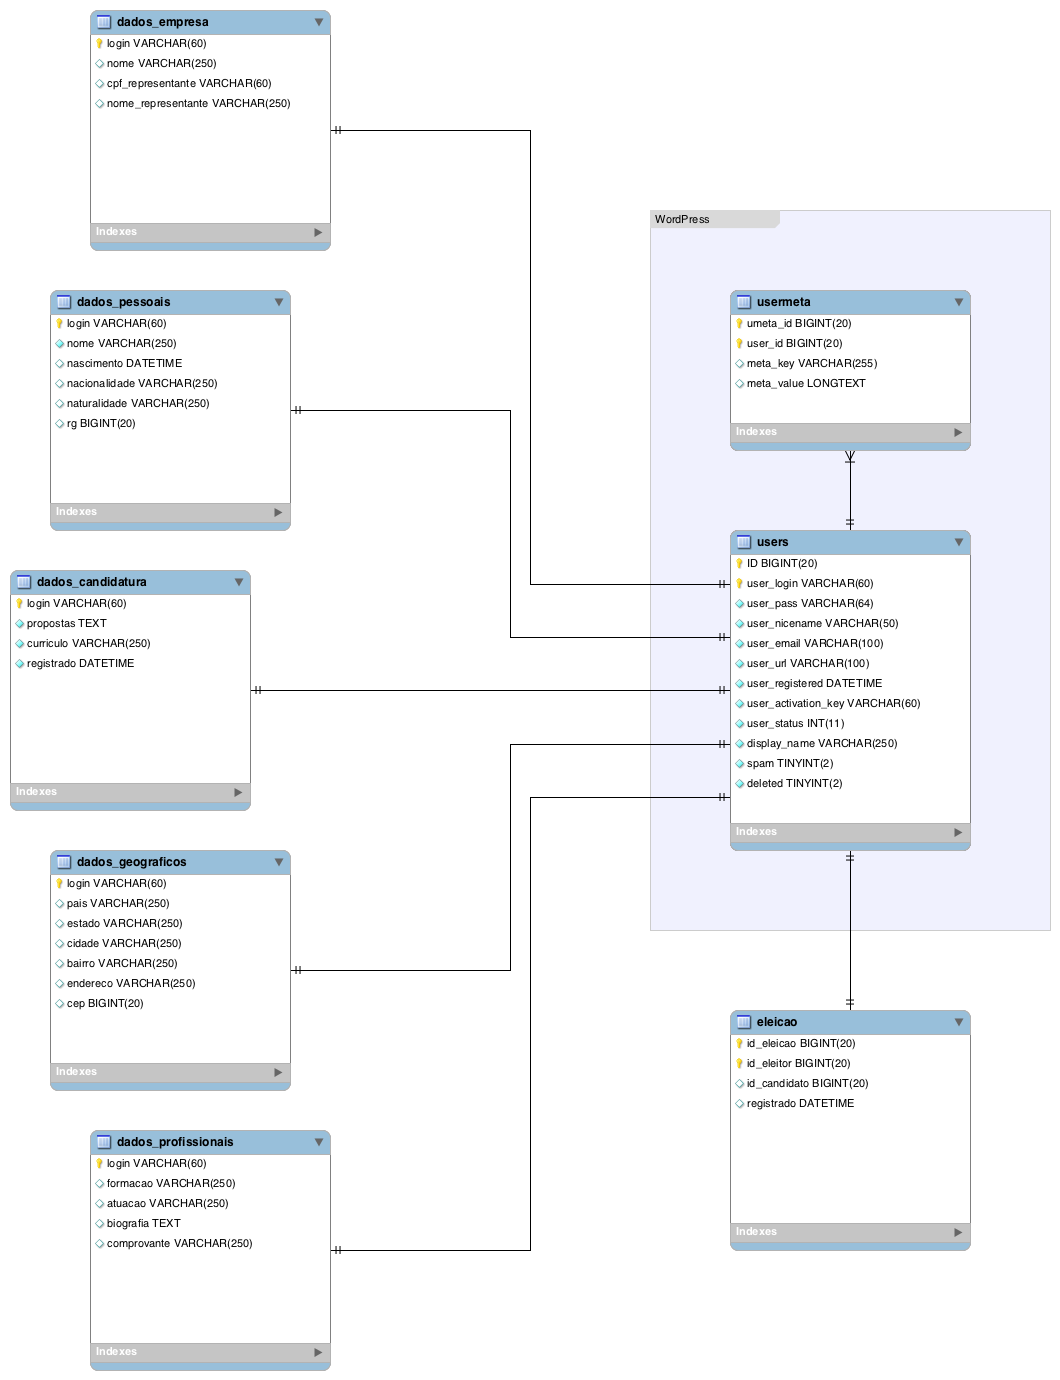 dados_empresa
login VARCHAR(60)
nome VARCHAR(250)
cpf_representante VARCHAR(60)
nome_representante VARCHAR(250)
Indexes
dados_pessoais
login VARCHAR(60)
nome VARCHAR(250)
nascimento DATETIME
nacionalidade VARCHAR(250)
naturalidade VARCHAR(250)
rg BIGINT(20)
Indexes
dados_candidatura
login VARCHAR(60)
propostas TEXT
curriculo VARCHAR(250)
registrado DATETIME
Indexes
dados_geograficos
login VARCHAR(60)
pais VARCHAR(250)
estado VARCHAR(250)
cidade VARCHAR(250)
bairro VARCHAR(250)
endereco VARCHAR(250)
cep BIGINT(20)
Indexes
dados_profissionais
login VARCHAR(60)
formacao VARCHAR(250)
atuacao VARCHAR(250)
biografia TEXT
comprovante VARCHAR(250)
Indexes
WordPress
usermeta
umeta_id BIGINT(20)
user_id BIGINT(20)
meta_key VARCHAR(255)
meta_value LONGTEXT
Indexes
users
ID BIGINT(20)
user_login VARCHAR(60)
user_pass VARCHAR(64)
user_nicename VARCHAR(50)
user_email VARCHAR(100)
user_url VARCHAR(100)
user_registered DATETIME
user_activation_key VARCHAR(60)
user_status INT(11)
display_name VARCHAR(250)
spam TINYINT(2)
deleted TINYINT(2)
Indexes
eleicao
id_eleicao BIGINT(20)
id_eleitor BIGINT(20)
id_candidato BIGINT(20)
registrado DATETIME
Indexes